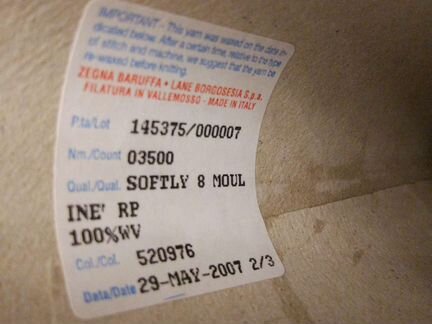 IMPORTANT - This yarn was waxed on the date in-
dicated below. After a certain time, relative to the type
of stitch and machine, we suggest that the yarn be
re-waxed before knitting.
ZEGNA BARUFFA • LANE BORGOSESIA S.p.a.
FILATURA IN VALLEMOSSO - MADE IN ITALY
P.ta/Lot 145375/000007
Nm./Count 03500
Qual./Qual. SOFTLY 8 MOUL
INE' RP
100%WV
Col./Col. 520976
Data/Date 29-MAY-2007 2/3